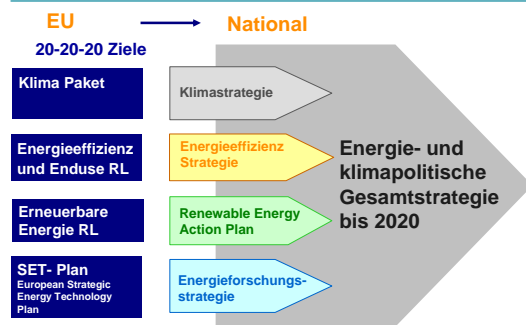 EU
National
20-20-20 Ziele
Klima Paket
Klimastrategie
Energieeffizienz
und Enduse RL
Energieeffizienz
Strategie
Erneuerbare
Energie RL
Renewable Energy
Action Plan
SET- Plan
European Strategic
Energy Technology
Plan
Energieforschungs-
strategie
Energie- und
klimapolitische
Gesamtstrategie
bis 2020